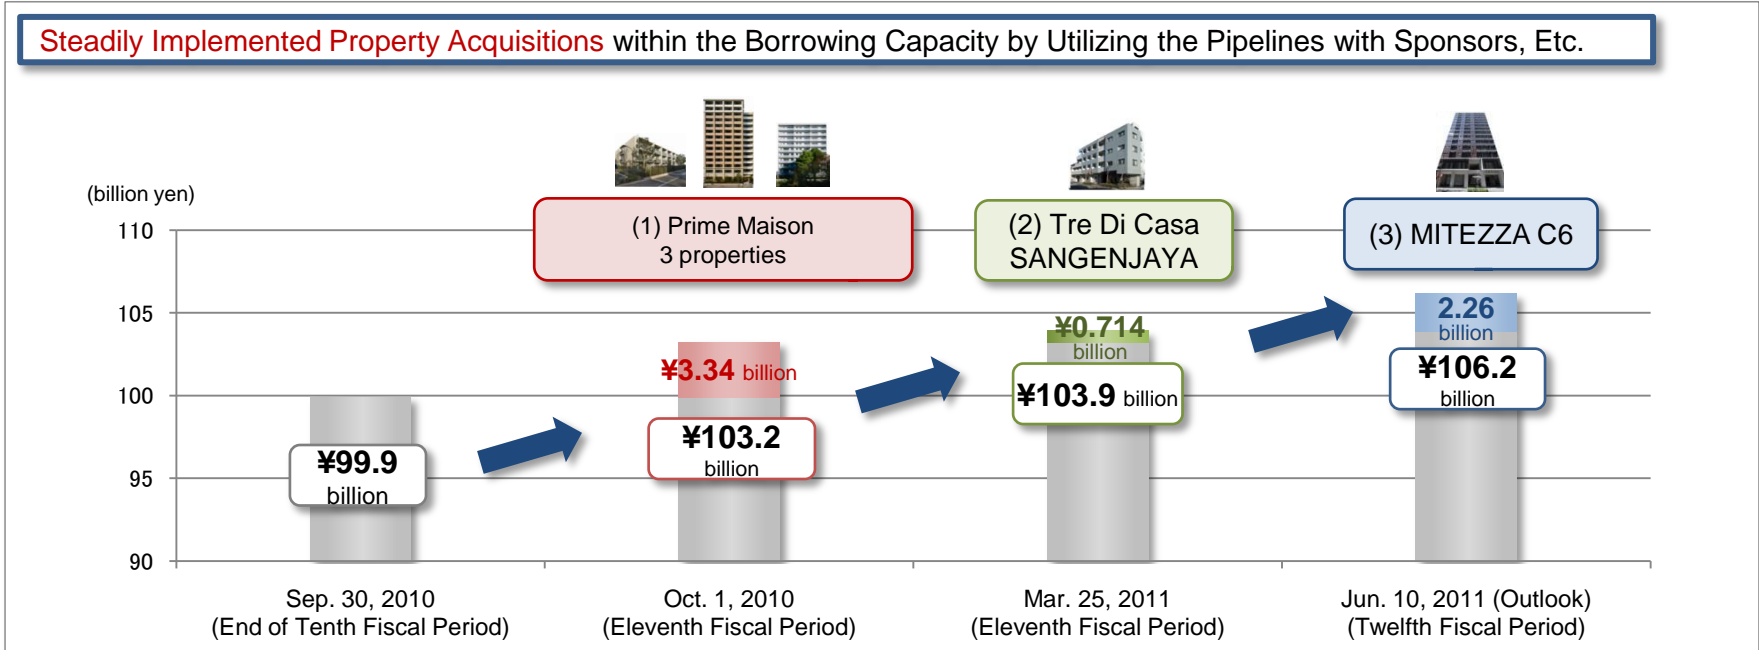 Steadily Implemented Property Acquisitions within the Borrowing Capacity by Utilizing the Pipelines with Sponsors, Etc.
(billion yen)
(1) Prime Maison
3 properties
(2) Tre Di Casa
SANGENJAYA
(3) MITEZZA C6
110
105
100
95
90
¥99.9
billion
¥3.34 billion
¥103.2
billion
¥0.714
billion
¥103.9 billion
2.26
billion
¥106.2
billion
Sep. 30, 2010
(End of Tenth Fiscal Period)
Oct. 1, 2010
(Eleventh Fiscal Period)
Mar. 25, 2011
(Eleventh Fiscal Period)
Jun. 10, 2011 (Outlook)
(Twelfth Fiscal Period)